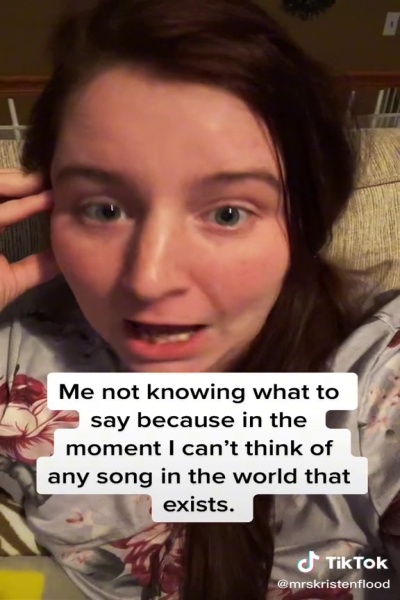 Me not knowing what to
say because in the
moment I can’t think of
any song in the world that
exists.
TikTok
@mrskristenflood